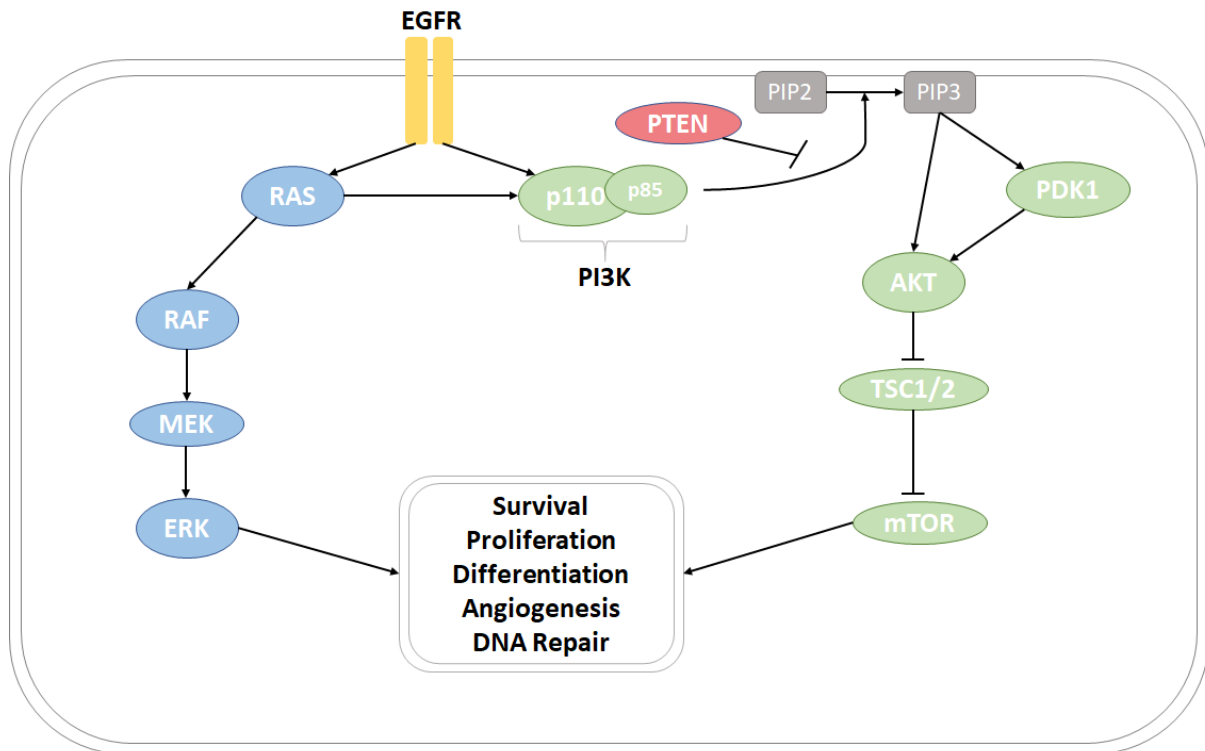 EGFR
PIP2
PIP3
PTEN
RAS
p110
p85
PDK1
PI3K
AKT
RAF
TSC1/2
MEK
Survival
Proliferation
Differentiation
Angiogenesis
DNA Repair
ERK
mTOR